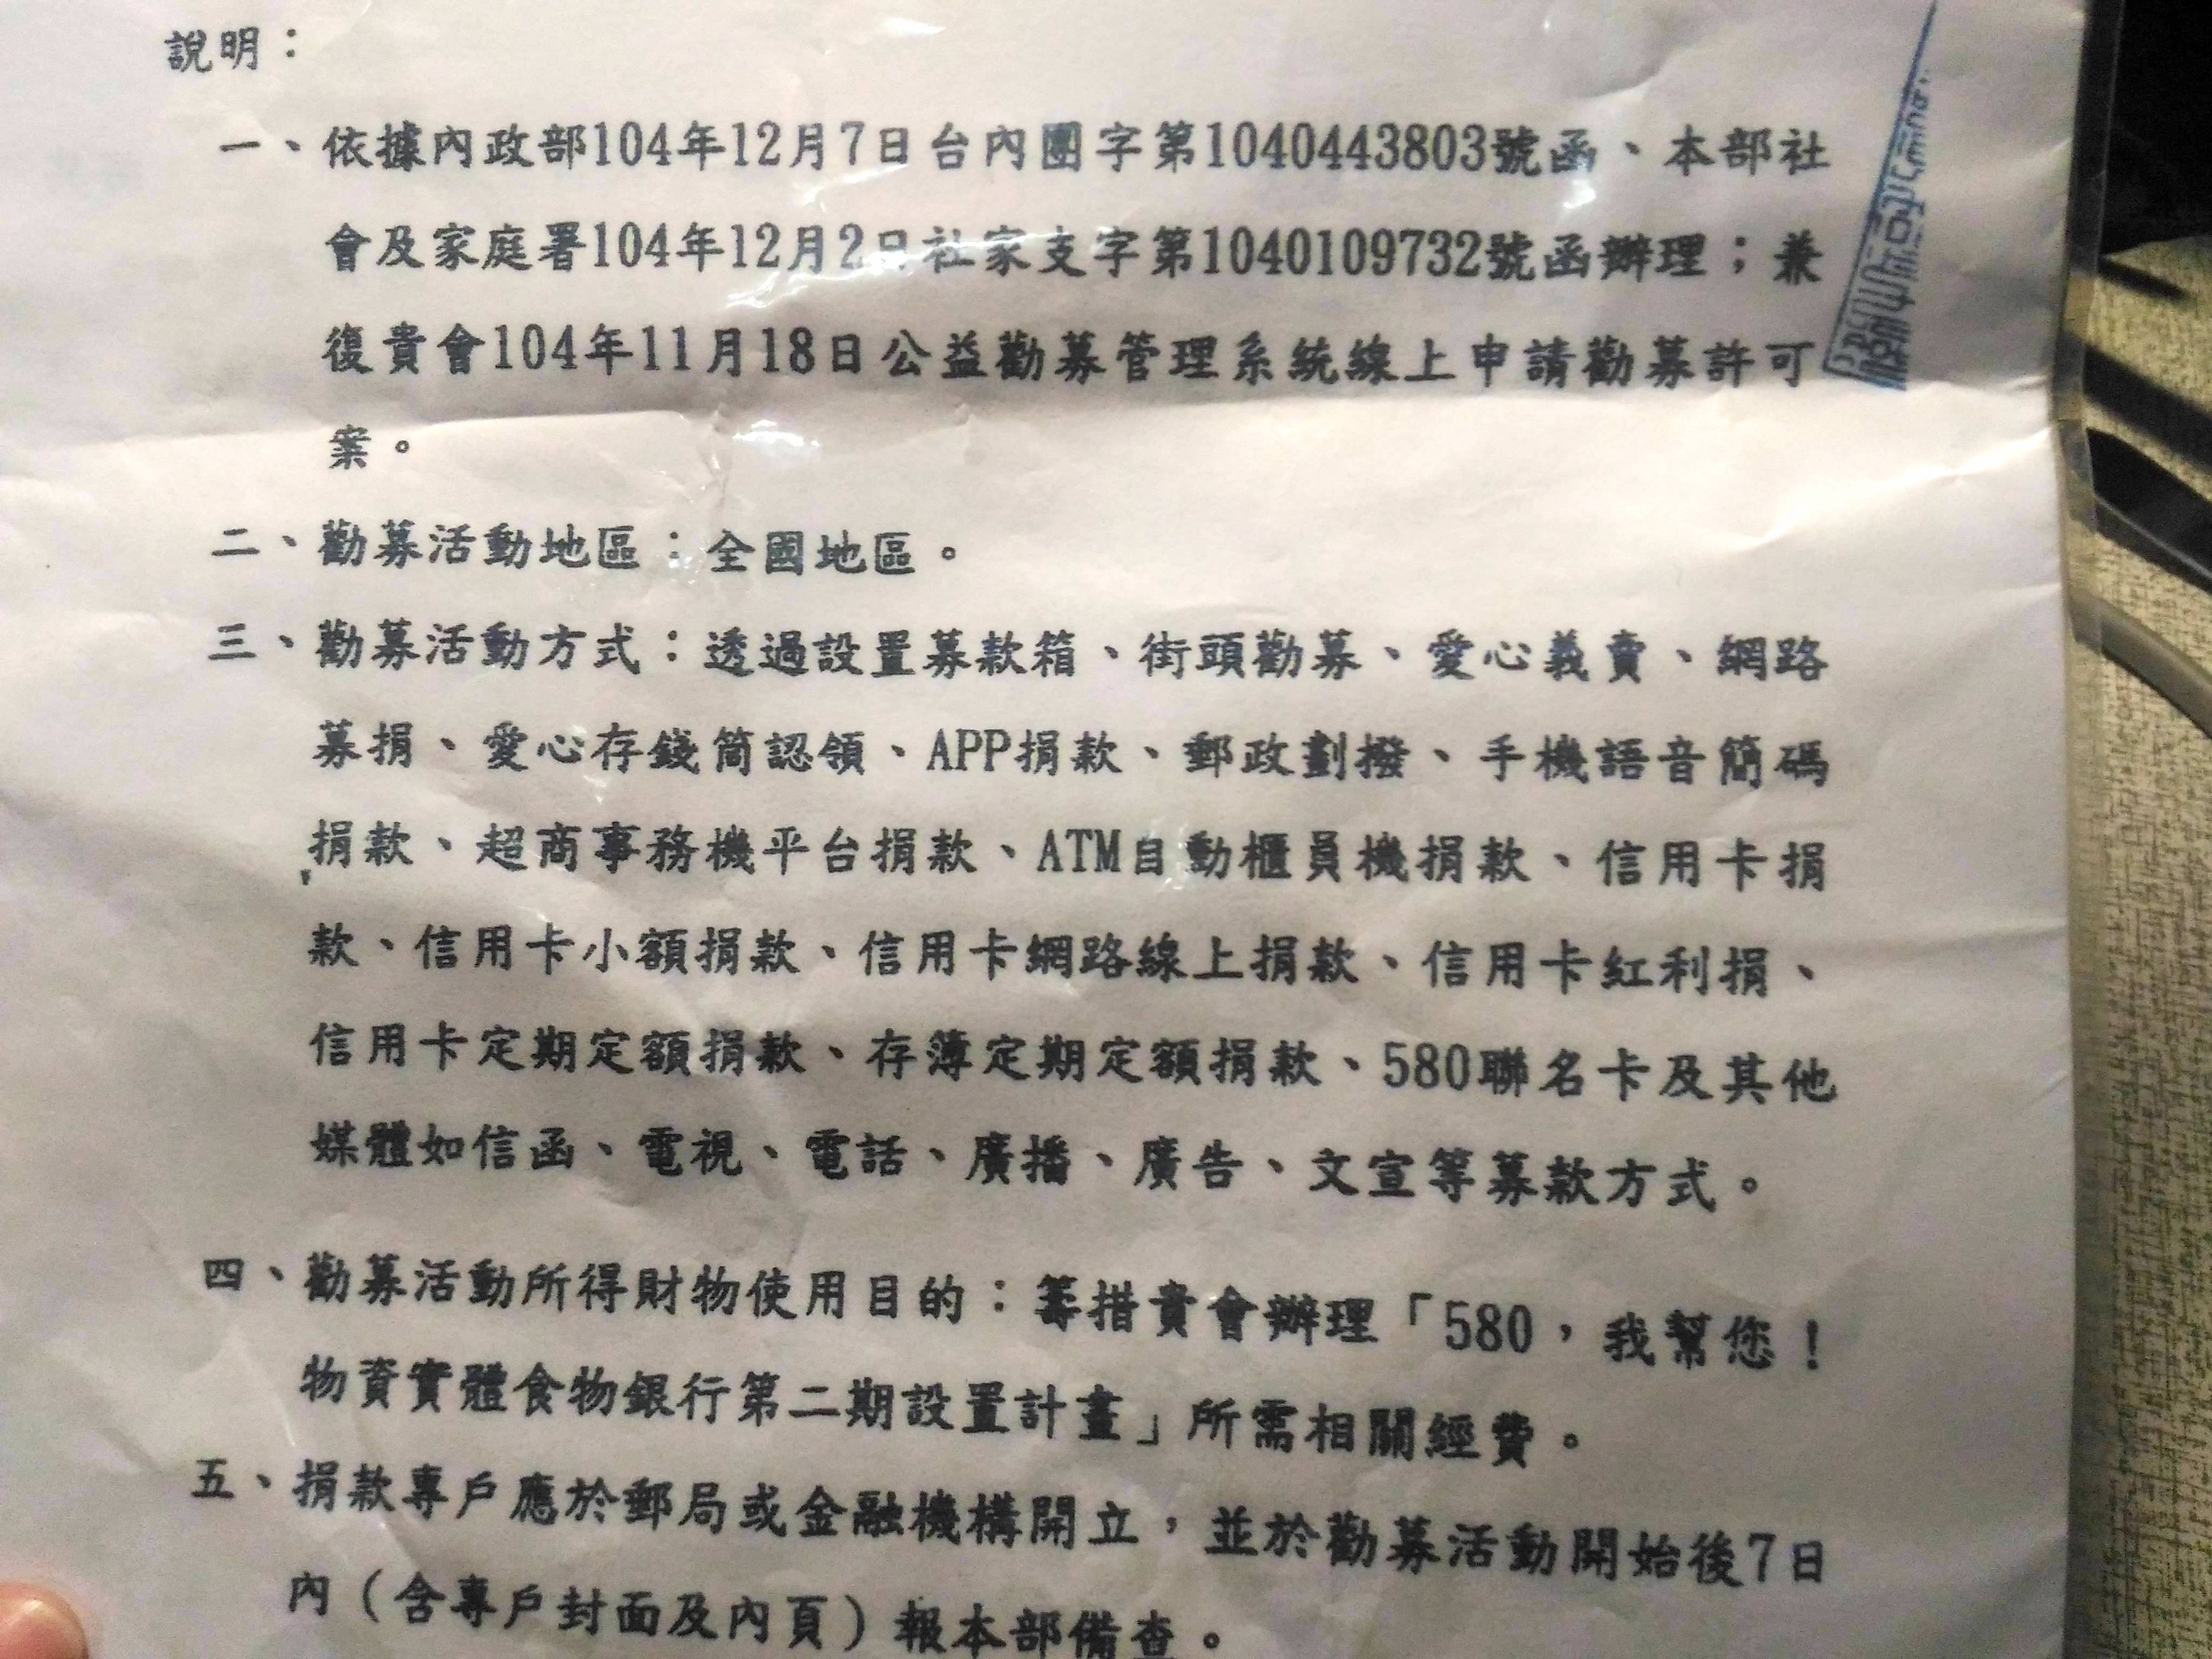 說明：
一、依據內政部104年12月7日台內團字第1040443803號函、本部社
會及家庭署104年12月2日社家支字第1040109732號函辦理；兼
復貴會104年11月18日公益勸募管理系統線上申請勸募許可
案。
二、勸募活動地區：全國地區。
三、勸募活動方式：透過設置募款箱、街頭勸募、愛心義賣、網路
募捐、愛心存錢筒認領、APP捐款、郵政劃撥、手機語音簡碼
捐款、超商事務機平台捐款、ATM自動櫃員機捐款、信用卡捐
款、信用卡小額捐款、信用卡網路線上捐款、信用卡紅利捐、
信用卡定期定額捐款、存簿定期定額捐款、580聯名卡及其他
媒體如信函、電視、電話、廣播、廣告、文宣等募款方式。
四、勸募活動所得財物使用目的：籌措貴會辦理「580，我幫您！
物資實體食物銀行第二期設置計畫」所需相關經費。
五、捐款專戶應於郵局或金融機構開立，並於勸募活動開始後7日
內（含專戶封面及內頁）報本部備查。